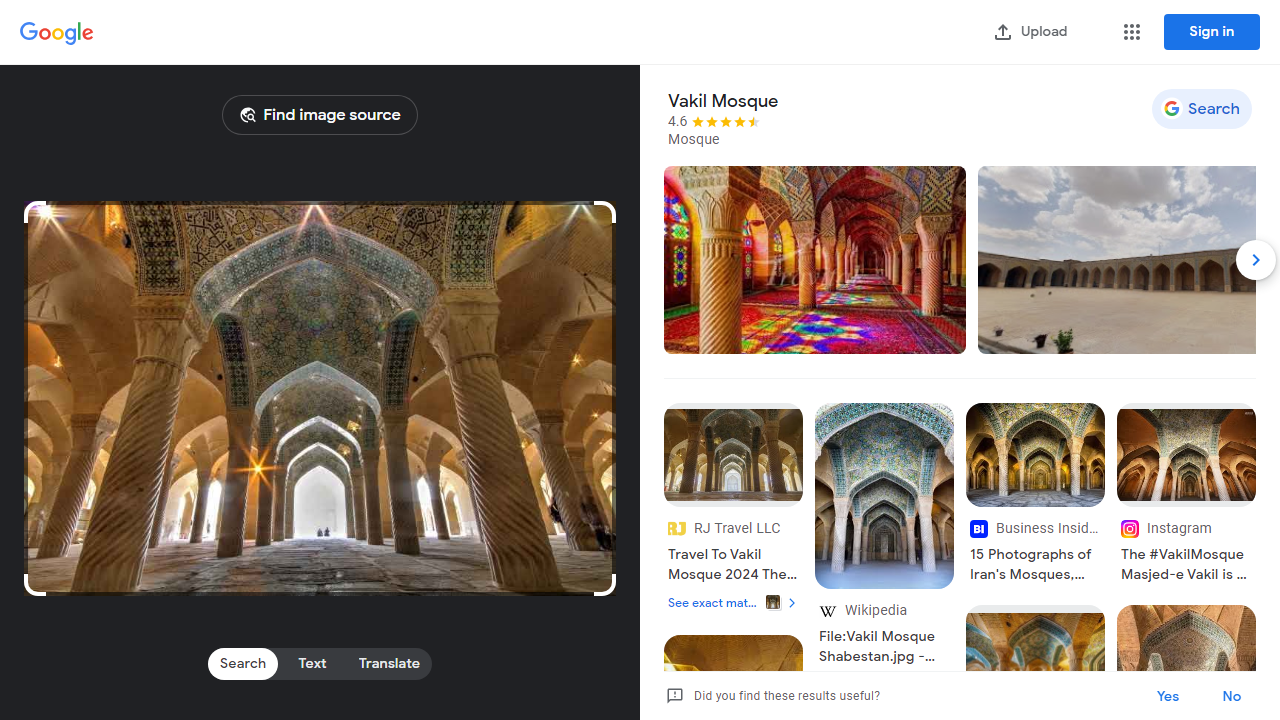 Google
Upload
Sign in
Find image source
Search
Text
Translate
Vakil Mosque
4.6
Mosque
Search
RJ
RJ Travel LLC
Travel To Vakil
Mosque 2024 The...
See exact mat...
W
Wikipedia
File:Vakil Mosque
Shabestan.jpg -...
BI
Business Insid...
15 Photographs of
Iran's Mosques,...
Instagram
The #VakilMosque
Masjed-e Vakil is ...
Did you find these results useful?
Yes
No